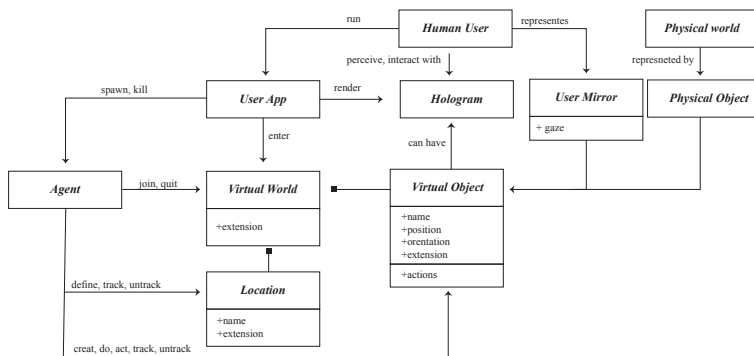 run
Human User
representes
Physical world
perceive, interact with
represneted by
spawn, kill
User App
render
Hologram
User Mirror
+ gaze
Physical Object
enter
can have
Agent
join, quit
Virtual World
+extension
Virtual Object
+name
+position
+orentation
+extension
+actions
define, track, untrack
Location
+name
+extension
creat, do, act, track, untrack